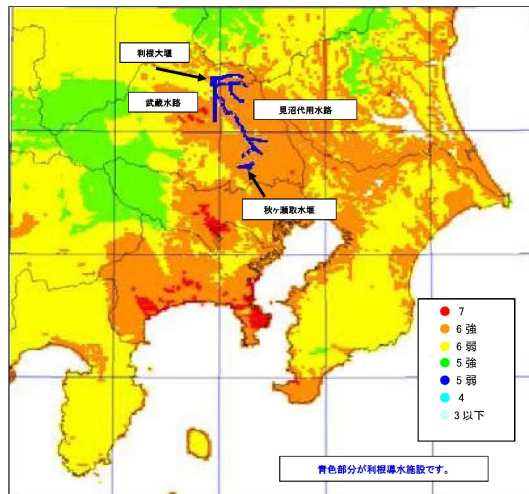 利根大堰
武蔵水路
見沼代用水路
秋ヶ瀬取水堰
7
6強
6弱
5強
5弱
4
3以下
青色部分が利根導水施設です。